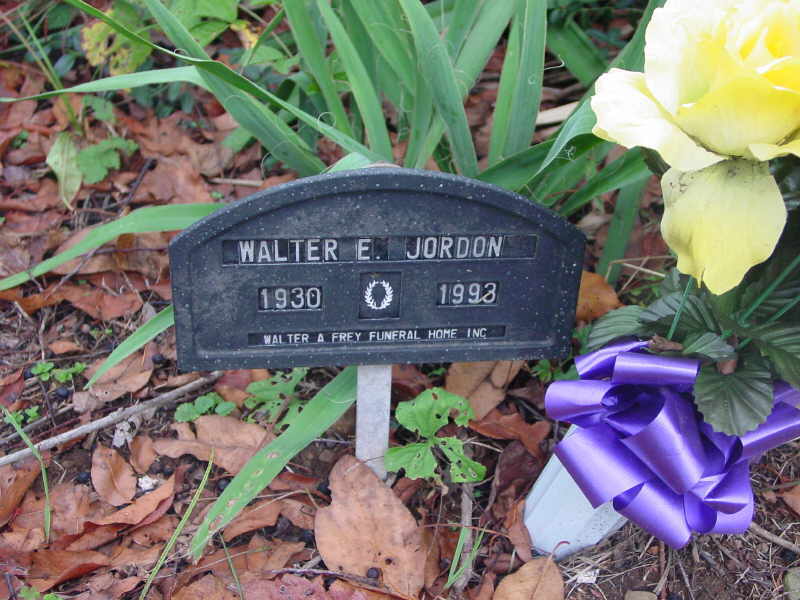 WALTER E. JORDON
1930 1993
WALTER A FREY FUNERAL HOME INC